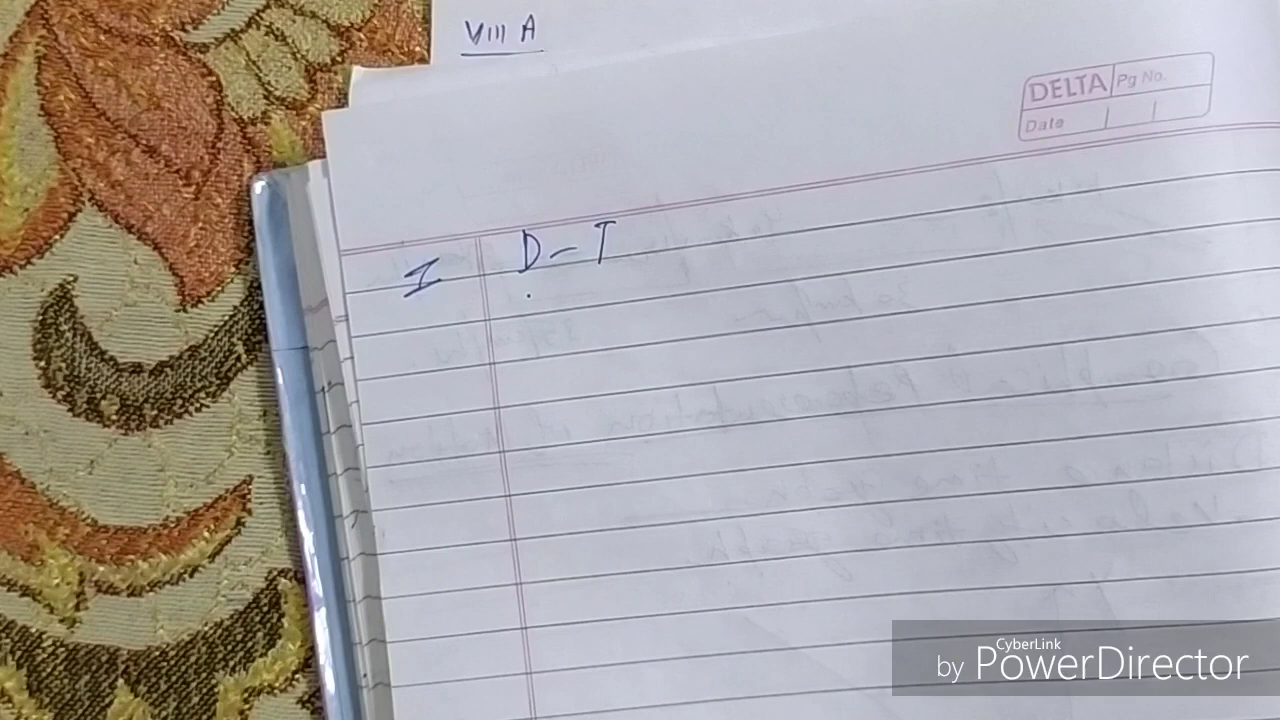 VIII A
DELTA Pg No.
Date
I D - T
CyberLink
by PowerDirector